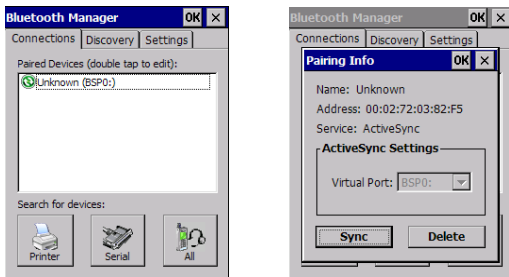 Bluetooth Manager OK ×
Connections Discovery Settings
Paired Devices (double tap to edit):
Unknown (BSP0:)
Search for devices:
Printer Serial All
Bluetooth Manager OK ×
Connections Discovery Settings
Pairing Info OK ×
Name: Unknown
Address: 00:02:72:03:82:F5
Service: ActiveSync
ActiveSync Settings
Virtual Port: BSP0:
Sync Delete